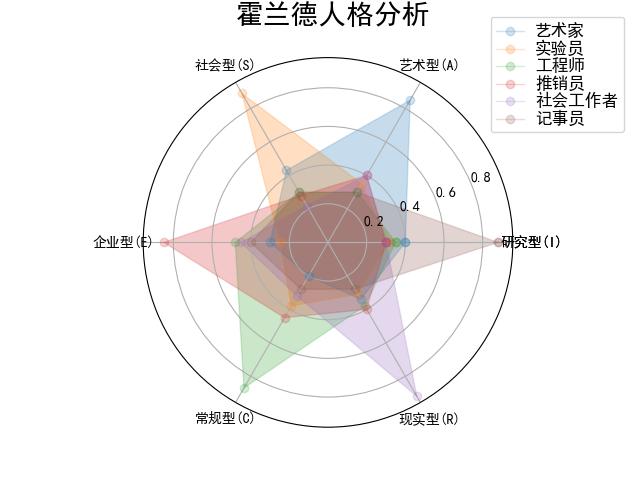 霍兰德人格分析
艺术家
实验员
工程师
推销员
社会工作者
记事员
社会型(S)
艺术型(A)
0.8
0.6
0.4
0.2
企业型(E)
研究型(I)
常规型(C)
现实型(R)